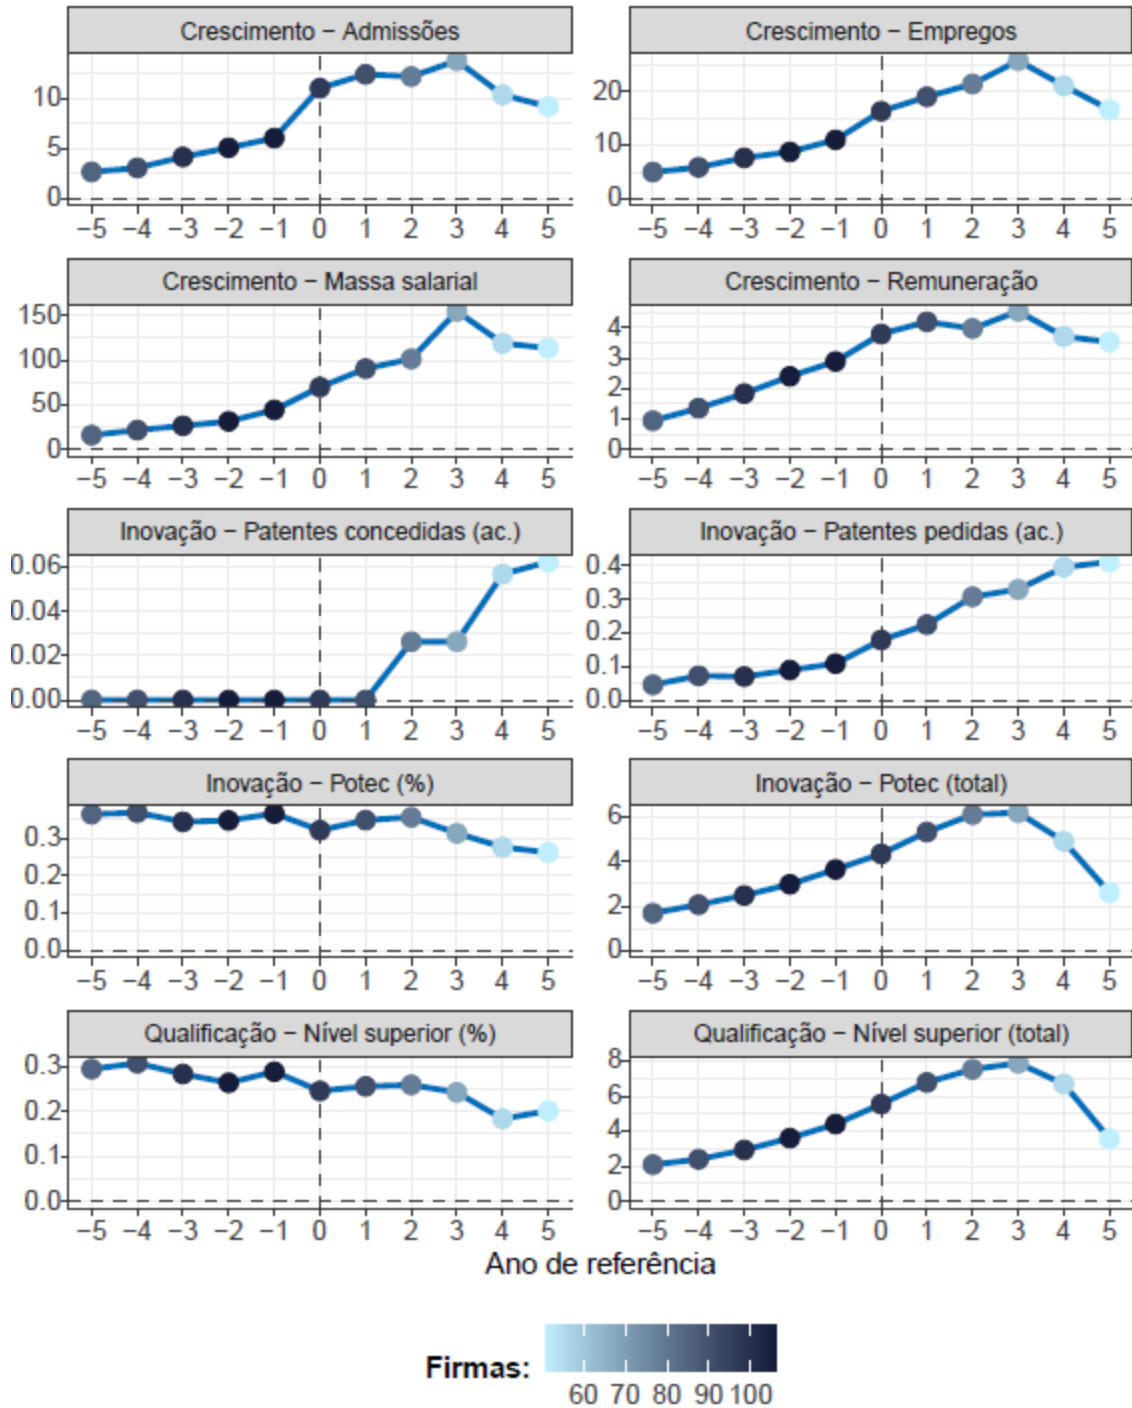 Crescimento − Admissões
Crescimento − Empregos
10
5
0
−5 −4 −3 −2 −1 0 1 2 3 4 5
20
10
0
−5 −4 −3 −2 −1 0 1 2 3 4 5
Crescimento − Massa salarial
Crescimento − Remuneração
150
100
50
0
−5 −4 −3 −2 −1 0 1 2 3 4 5
4
3
2
1
0
−5 −4 −3 −2 −1 0 1 2 3 4 5
Inovação − Patentes concedidas (ac.)
Inovação − Patentes pedidas (ac.)
0.06
0.04
0.02
0.00
−5 −4 −3 −2 −1 0 1 2 3 4 5
0.4
0.3
0.2
0.1
0.0
−5 −4 −3 −2 −1 0 1 2 3 4 5
Inovação − Potec (%)
Inovação − Potec (total)
0.3
0.2
0.1
0.0
−5 −4 −3 −2 −1 0 1 2 3 4 5
6
4
2
0
−5 −4 −3 −2 −1 0 1 2 3 4 5
Qualificação − Nível superior (%)
Qualificação − Nível superior (total)
0.3
0.2
0.1
0.0
−5 −4 −3 −2 −1 0 1 2 3 4 5
8
6
4
2
0
−5 −4 −3 −2 −1 0 1 2 3 4 5
Ano de referência
Firmas:
60 70 80 90 100